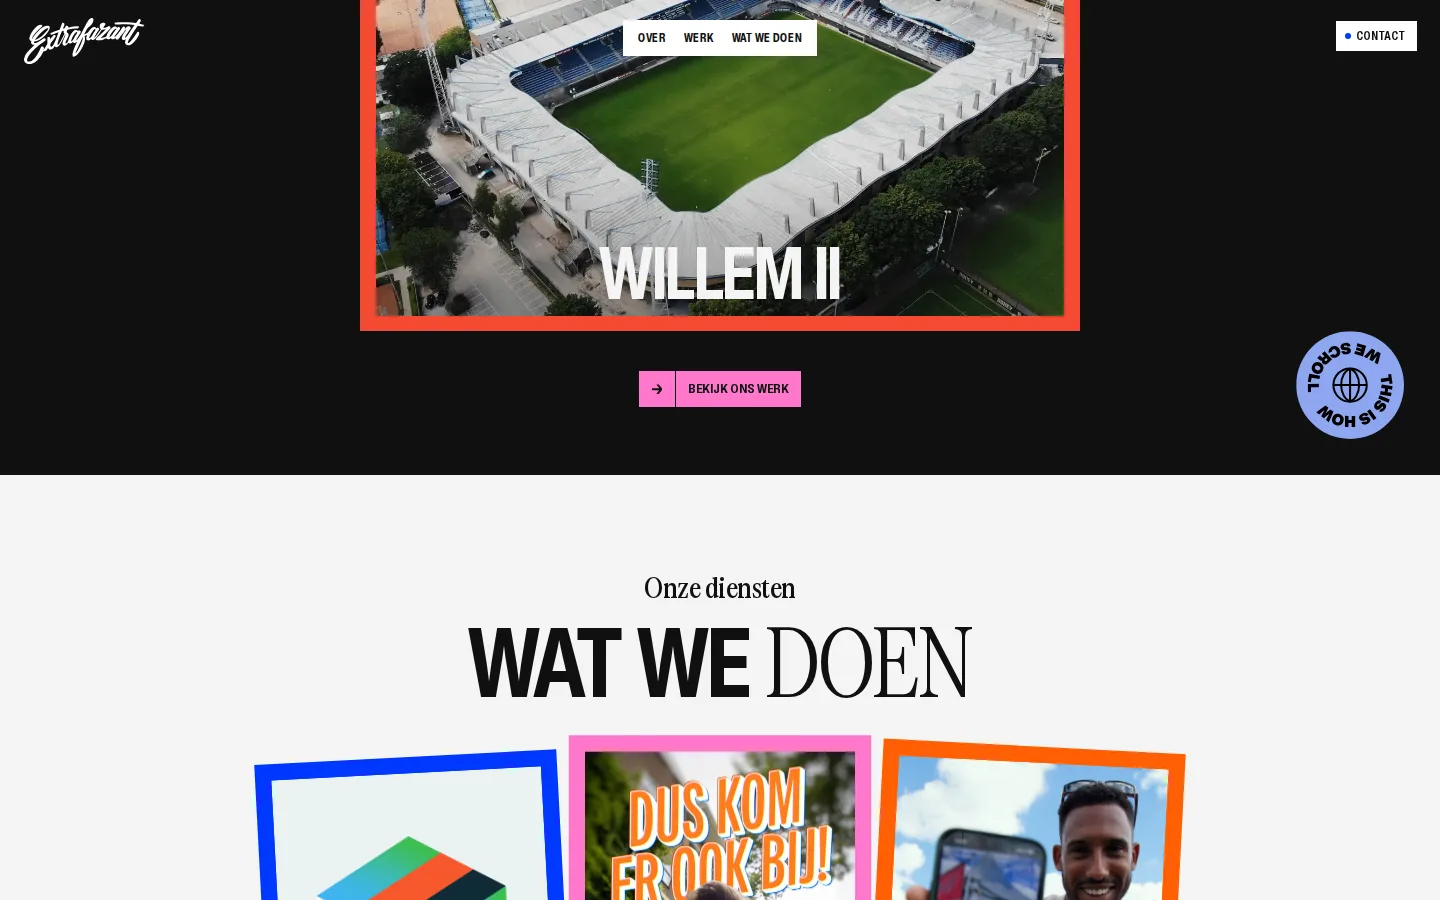 Extrafazant
OVER WERK WAT WE DOEN
CONTACT
WILLEM II
BEKIJK ONS WERK
THIS IS HOW WE SCROLL
Onze diensten
WAT WE DOEN
DUS KOM
ER OOK BIJ!